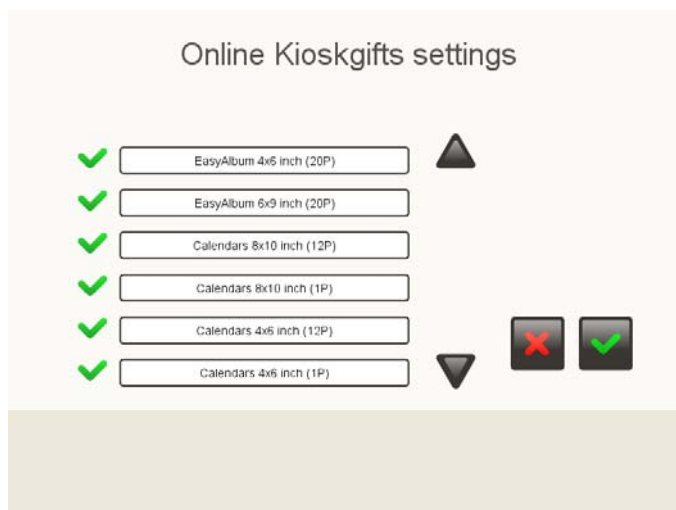 Online Kioskgifts settings
EasyAlbum 4x6 inch (20P)
EasyAlbum 6x9 inch (20P)
Calendars 8x10 inch (12P)
Calendars 8x10 inch (1P)
Calendars 4x6 inch (12P)
Calendars 4x6 inch (1P)